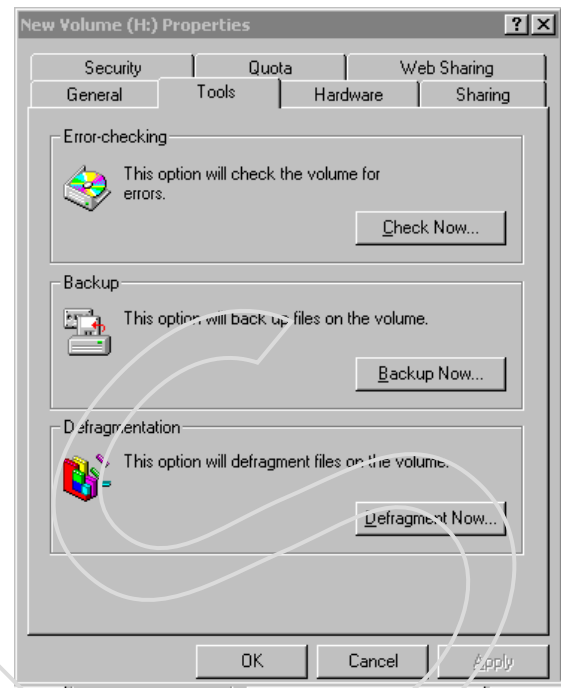 New Volume (H:) Properties
Security Quota Web Sharing
General Tools Hardware Sharing
Error-checking
This option will check the volume for
errors.
Check Now...
Backup
This option will back up files on the volume.
Backup Now...
Defragmentation
This option will defragment files on the volume.
Defragment Now...
OK Cancel Apply